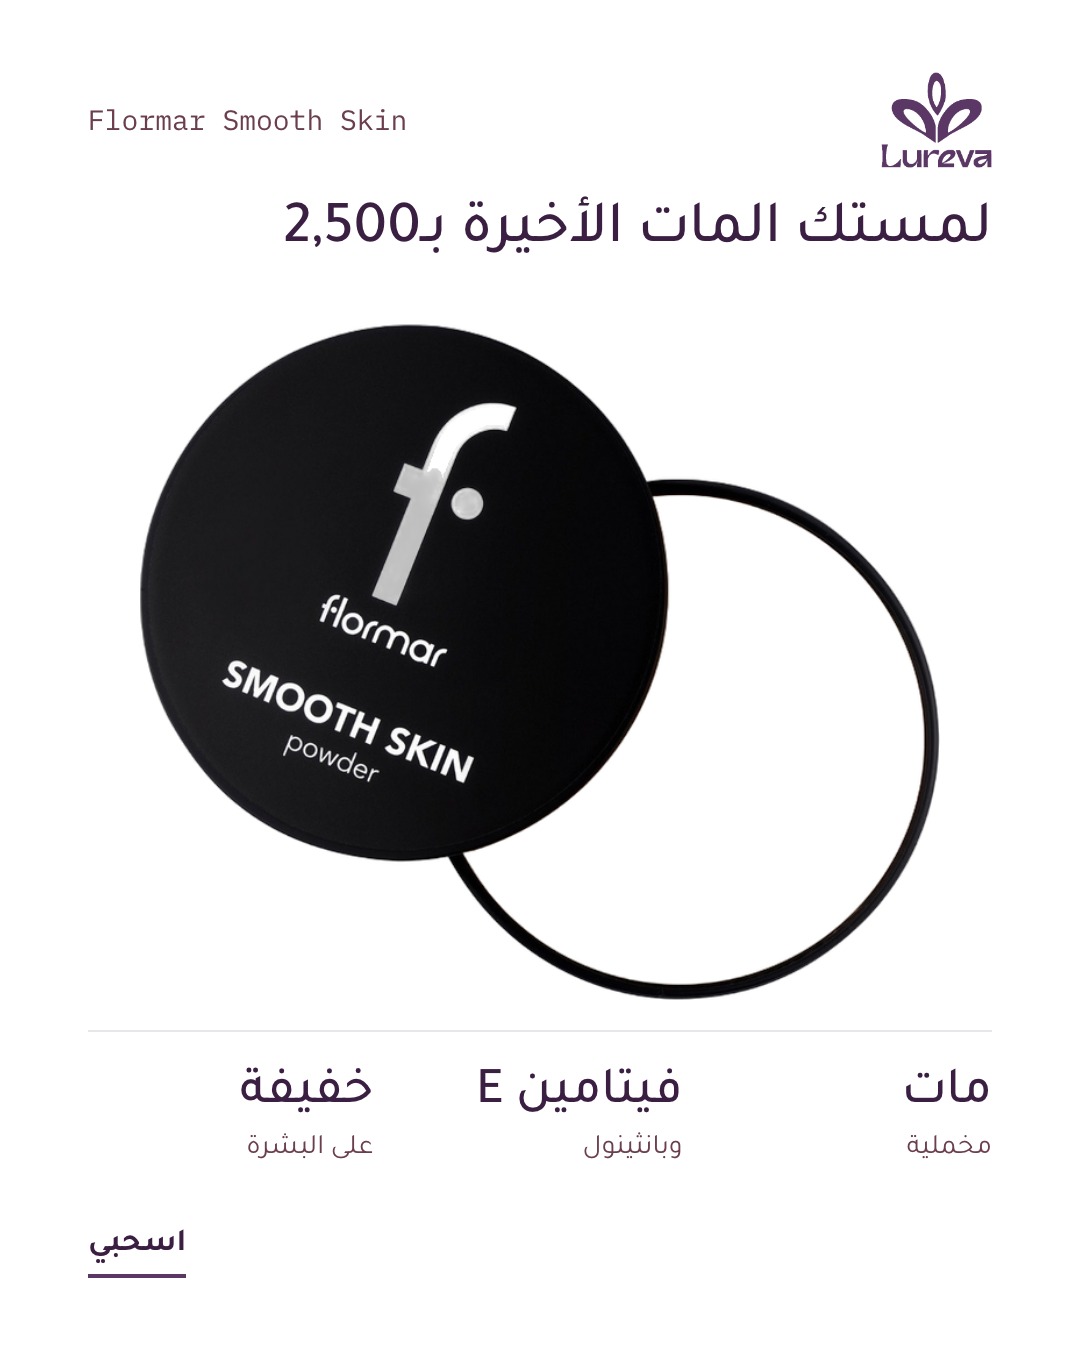 Flormar Smooth Skin
Lureva
لمستك المات الأخيرة بـ2,500
flormar
SMOOTH SKIN
powder
مات
مخملية
فيتامين E
وبانثينول
خفيفة
على البشرة
اسحبي